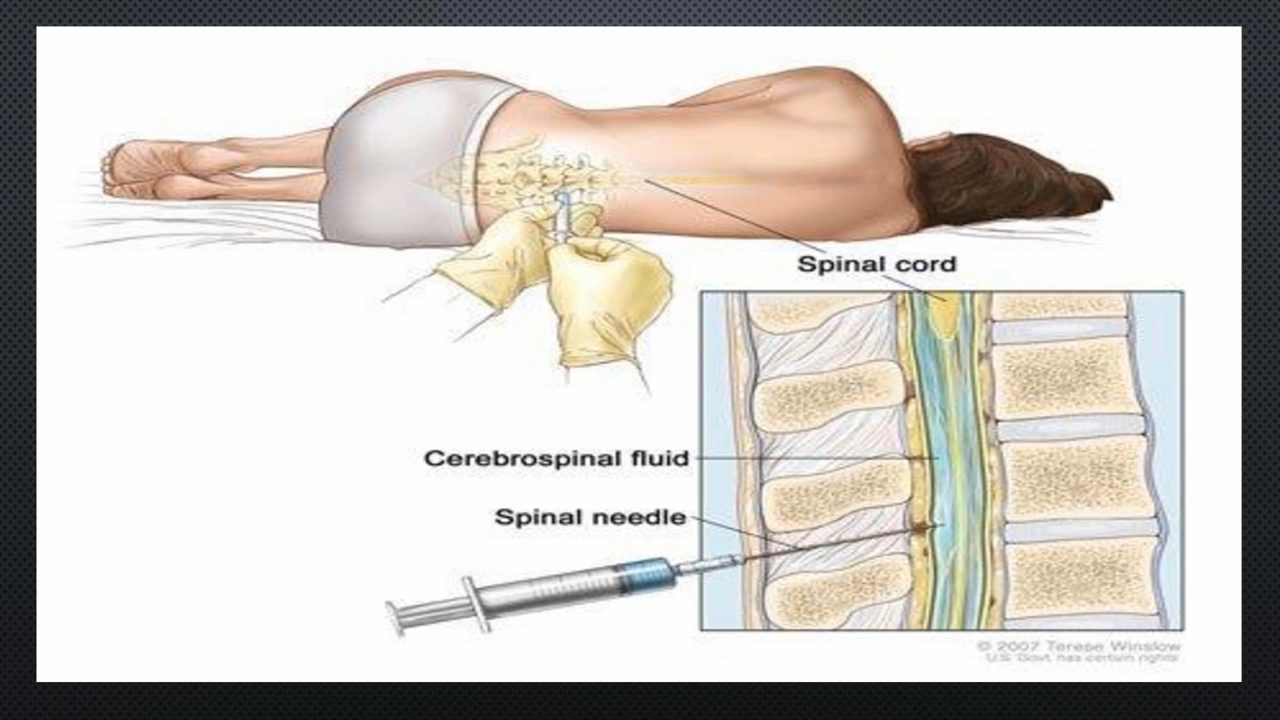 Spinal cord
Cerebrospinal fluid
Spinal needle
© 2007 Terese Winslow
U.S. Govt. has certain rights